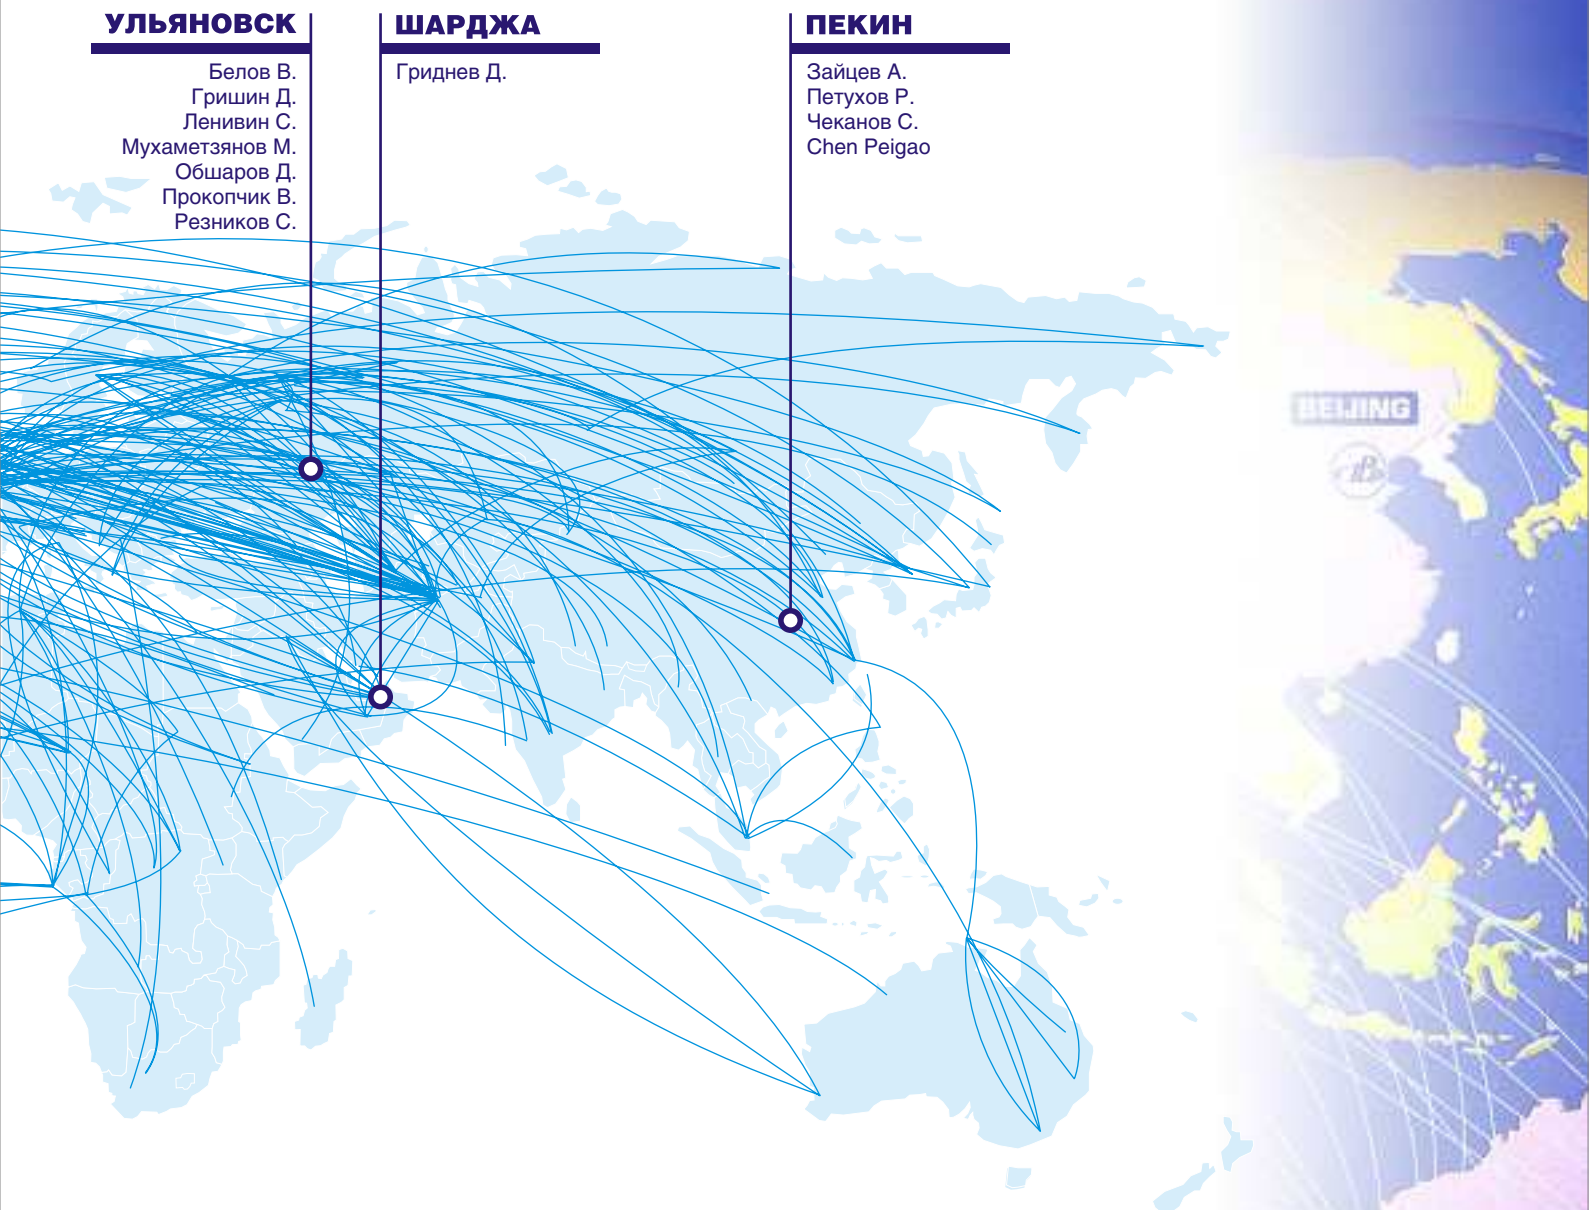 УЛЬЯНОВСК
Белов В.
Гришин Д.
Ленивин С.
Мухаметзянов М.
Обшаров Д.
Прокопчик В.
Резников С.
ШАРДЖА
Гриднев Д.
ПЕКИН
Зайцев А.
Петухов Р.
Чеканов С.
Chen Peigao
BEIJING